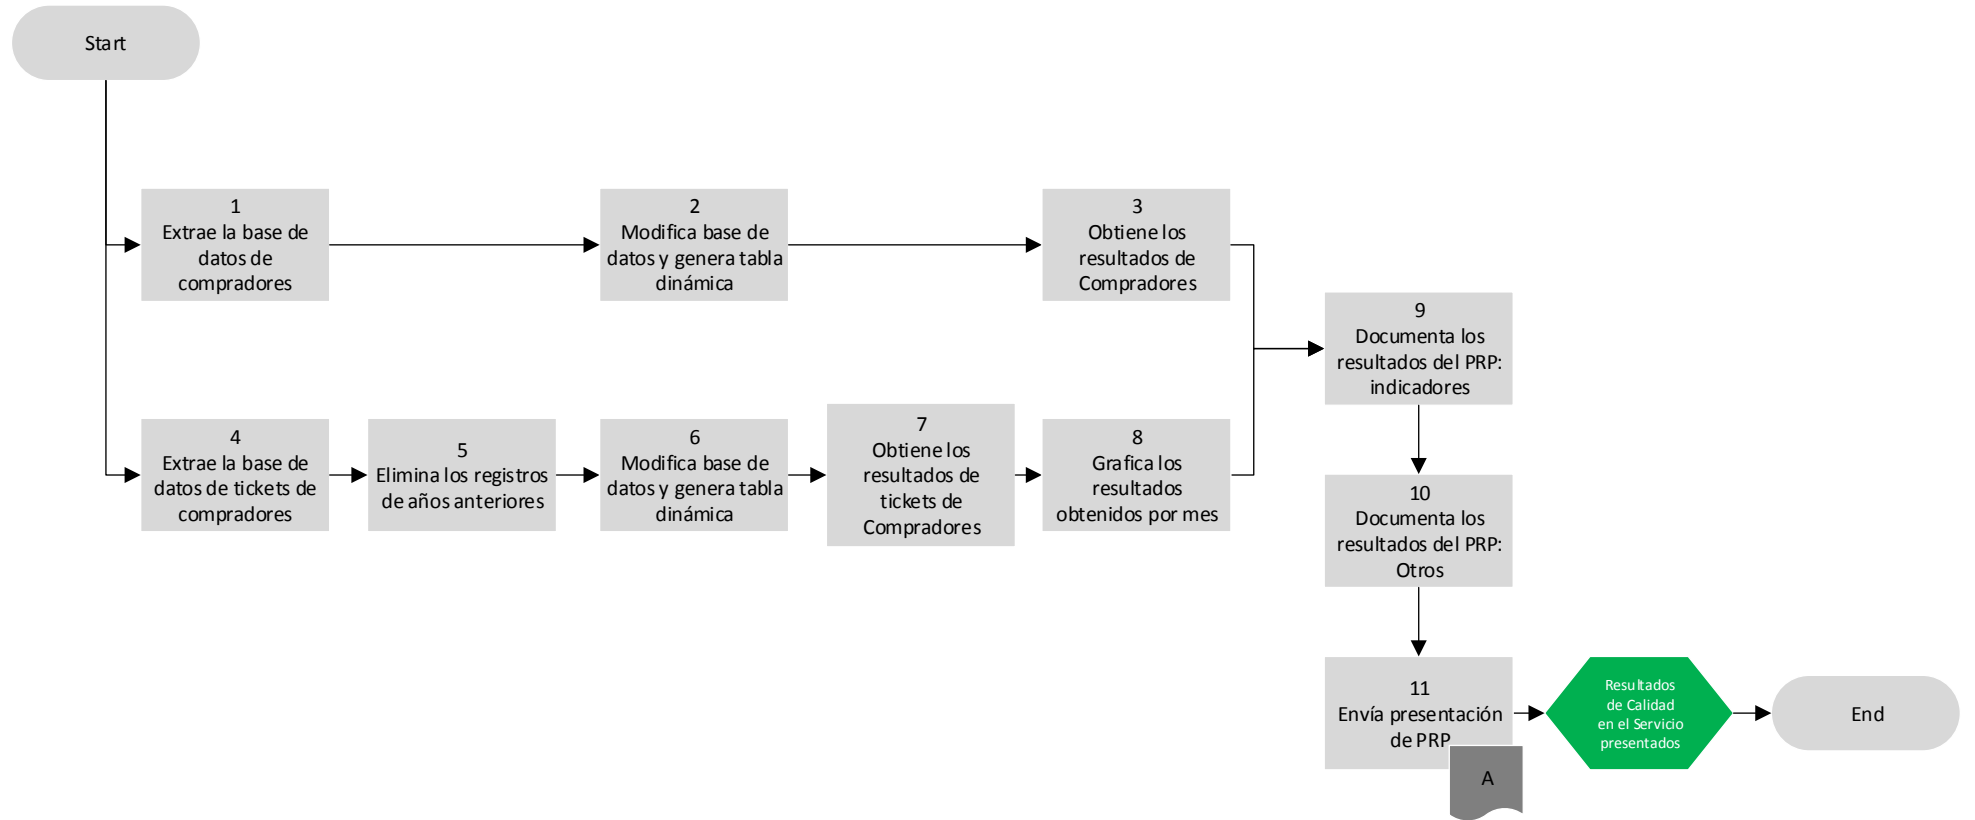 Start
1
Extrae la base de
datos de
compradores
2
Modifica base de
datos y genera tabla
dinámica
3
Obtiene los
resultados de
Compradores
4
Extrae la base de
datos de tickets de
compradores
5
Elimina los registros
de años anteriores
6
Modifica base de
datos y genera tabla
dinámica
7
Obtiene los
resultados de
tickets de
Compradores
8
Grafica los
resultados
obtenidos por mes
9
Documenta los
resultados del PRP:
indicadores
10
Documenta los
resultados del PRP:
Otros
11
Envía presentación
de PRP
A
Resultados
de Calidad
en el Servicio
presentados
End